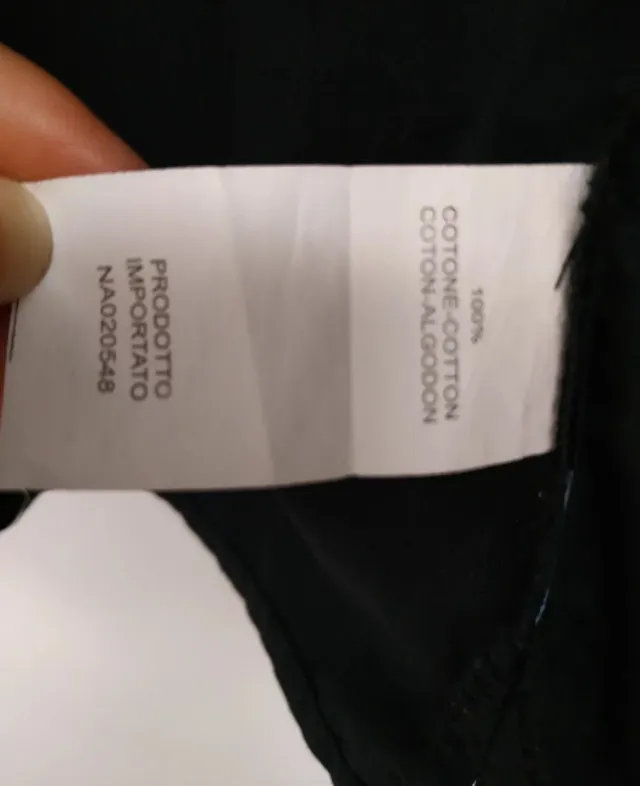 100%
COTONE-COTTON
COTON-ALGODON
PRODOTTO
IMPORTATO
NA020548